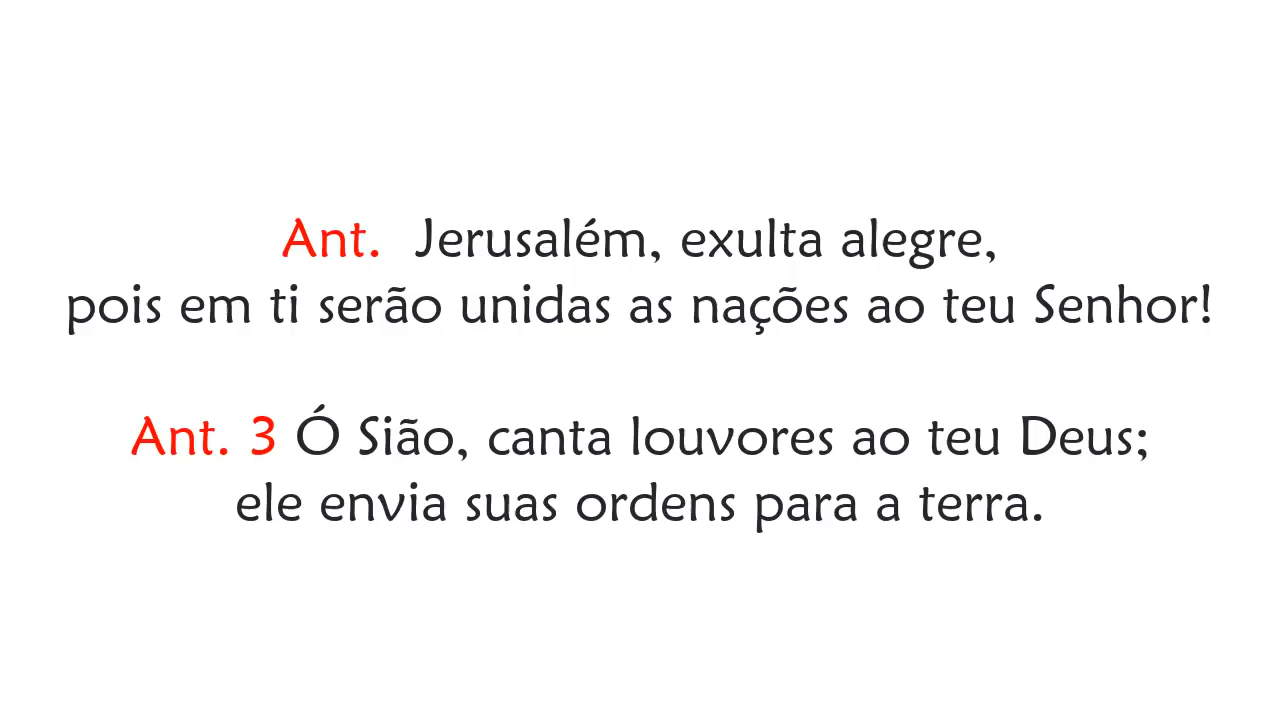 Ant. Jerusalém, exulta alegre,
pois em ti serão unidas as nações ao teu Senhor!
Ant. 3 Ó Sião, canta louvores ao teu Deus;
ele envia suas ordens para a terra.